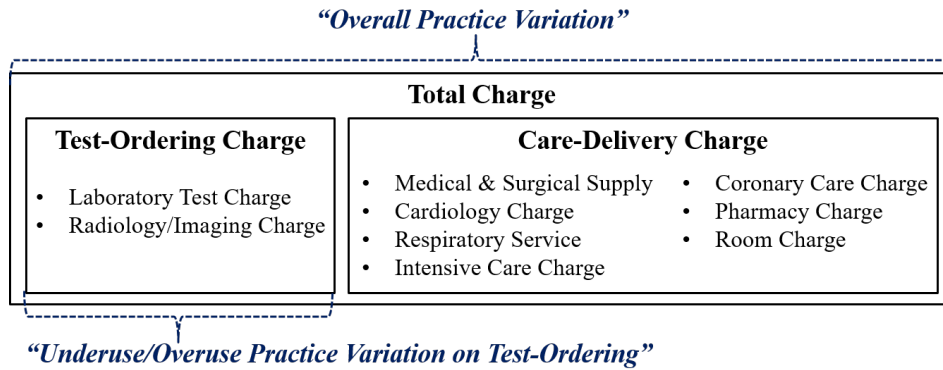 “Overall Practice Variation”
Total Charge
Test-Ordering Charge
• Laboratory Test Charge
• Radiology/Imaging Charge
Care-Delivery Charge
• Medical & Surgical Supply
• Cardiology Charge
• Respiratory Service
• Intensive Care Charge
• Coronary Care Charge
• Pharmacy Charge
• Room Charge
“Underuse/Overuse Practice Variation on Test-Ordering”